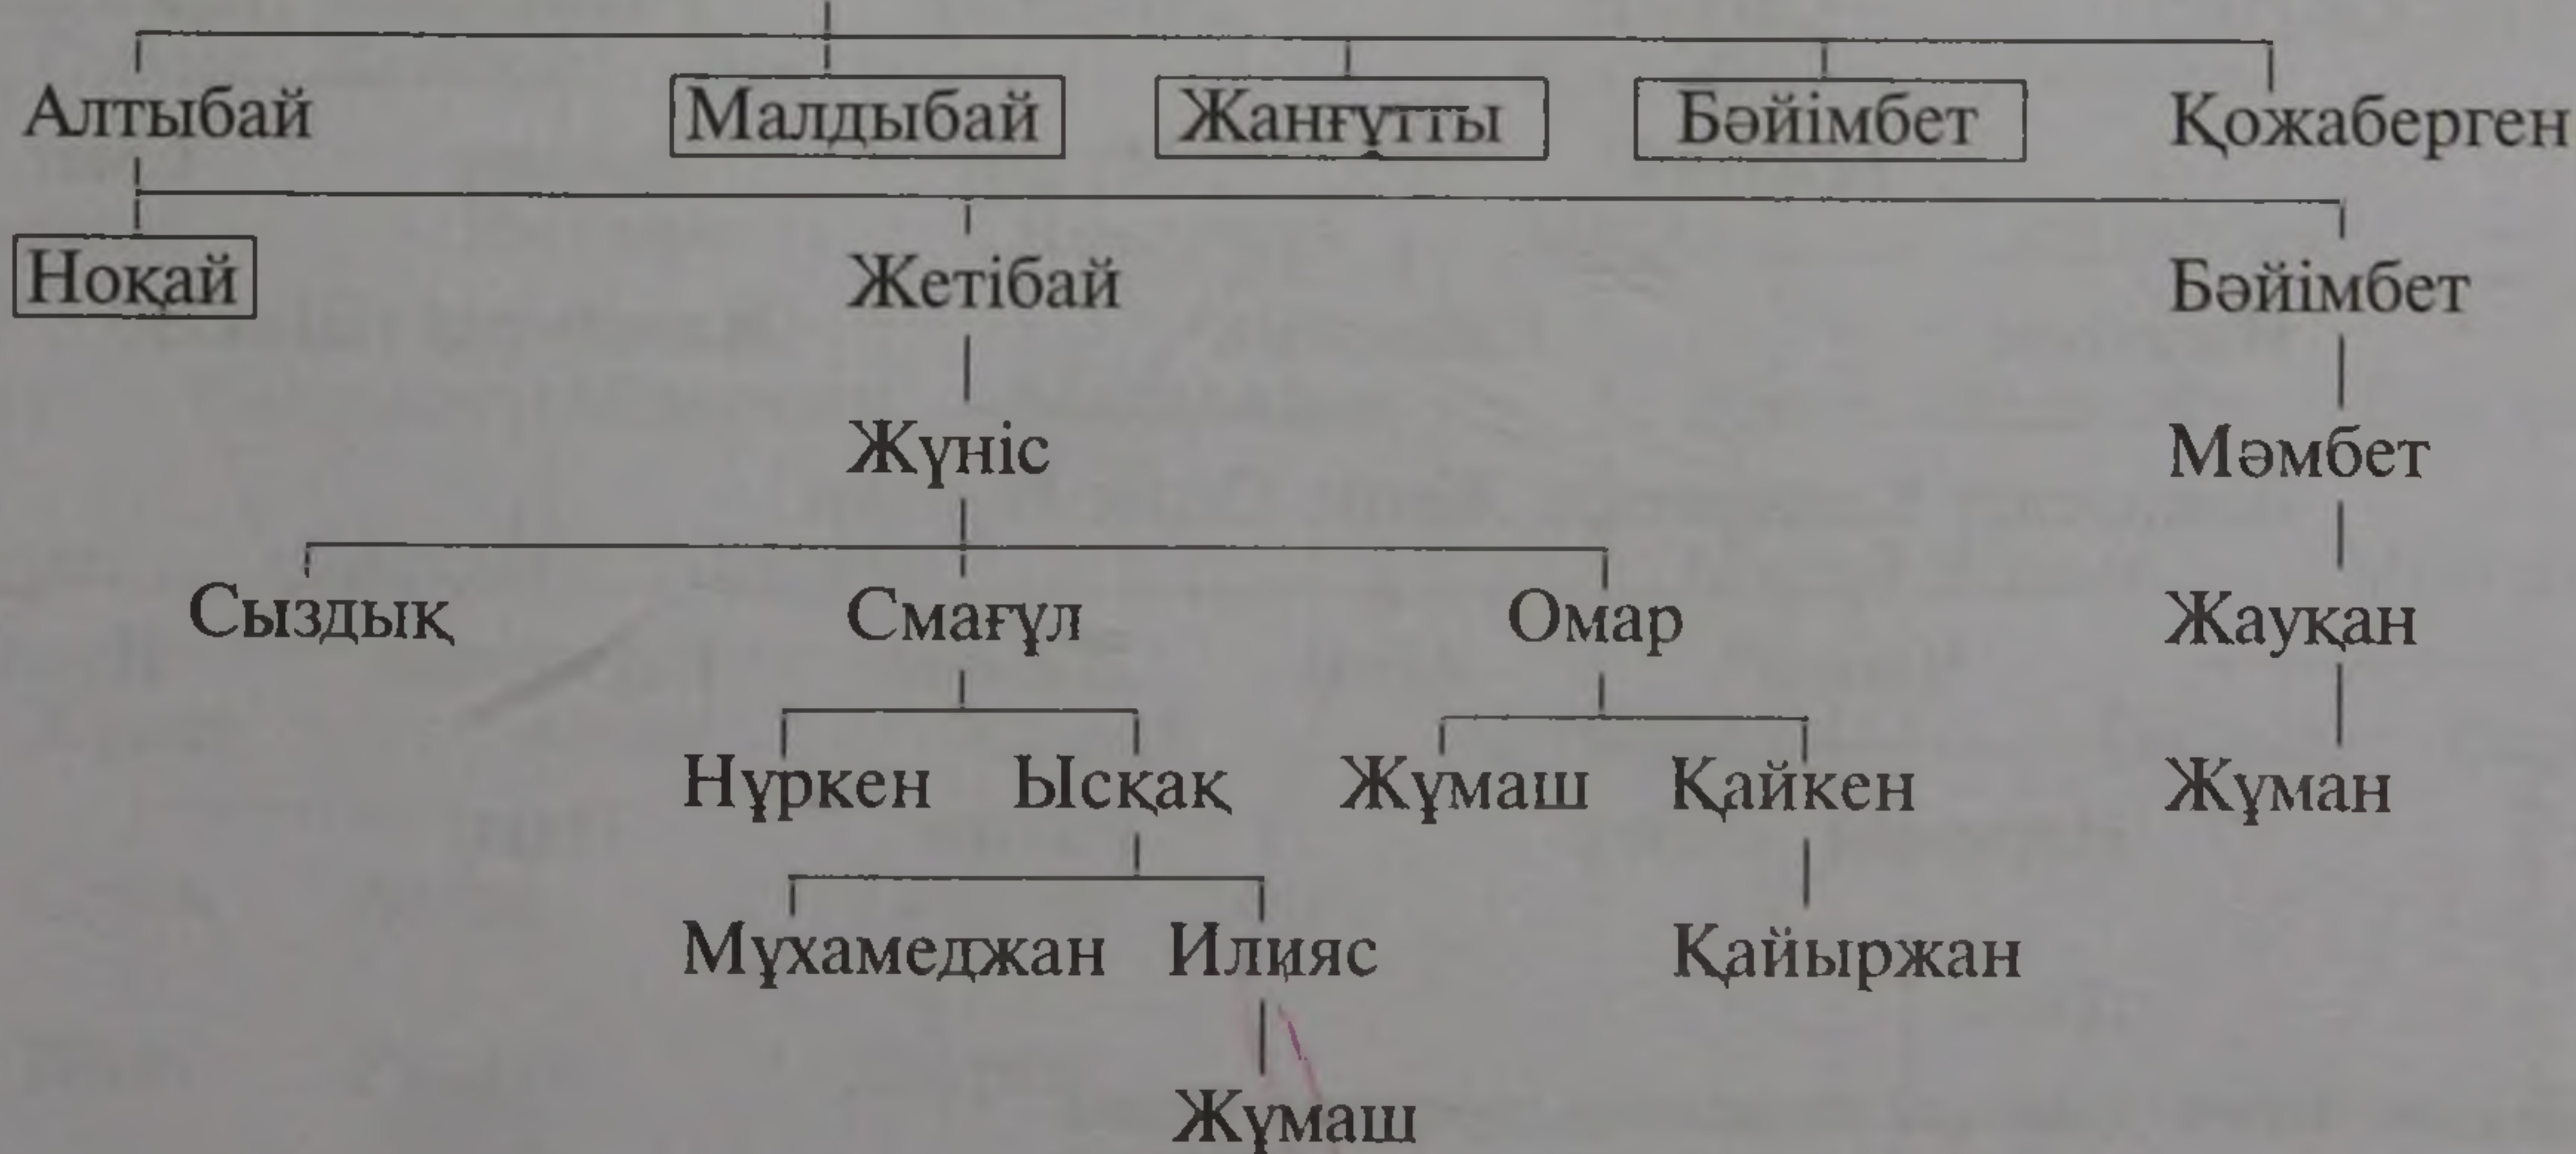 Алтыбай Малдыбай Жанғұтты Бәйімбет Қожаберген
Ноқай Жетібай Бәйімбет
Жүніс Мәмбет
Сыздық Смағұл Омар Жауқан
Нұркен Ысқақ Жұмаш Қайкен Жұман
Мұхамеджан Илияс Қайыржан
Жұмаш